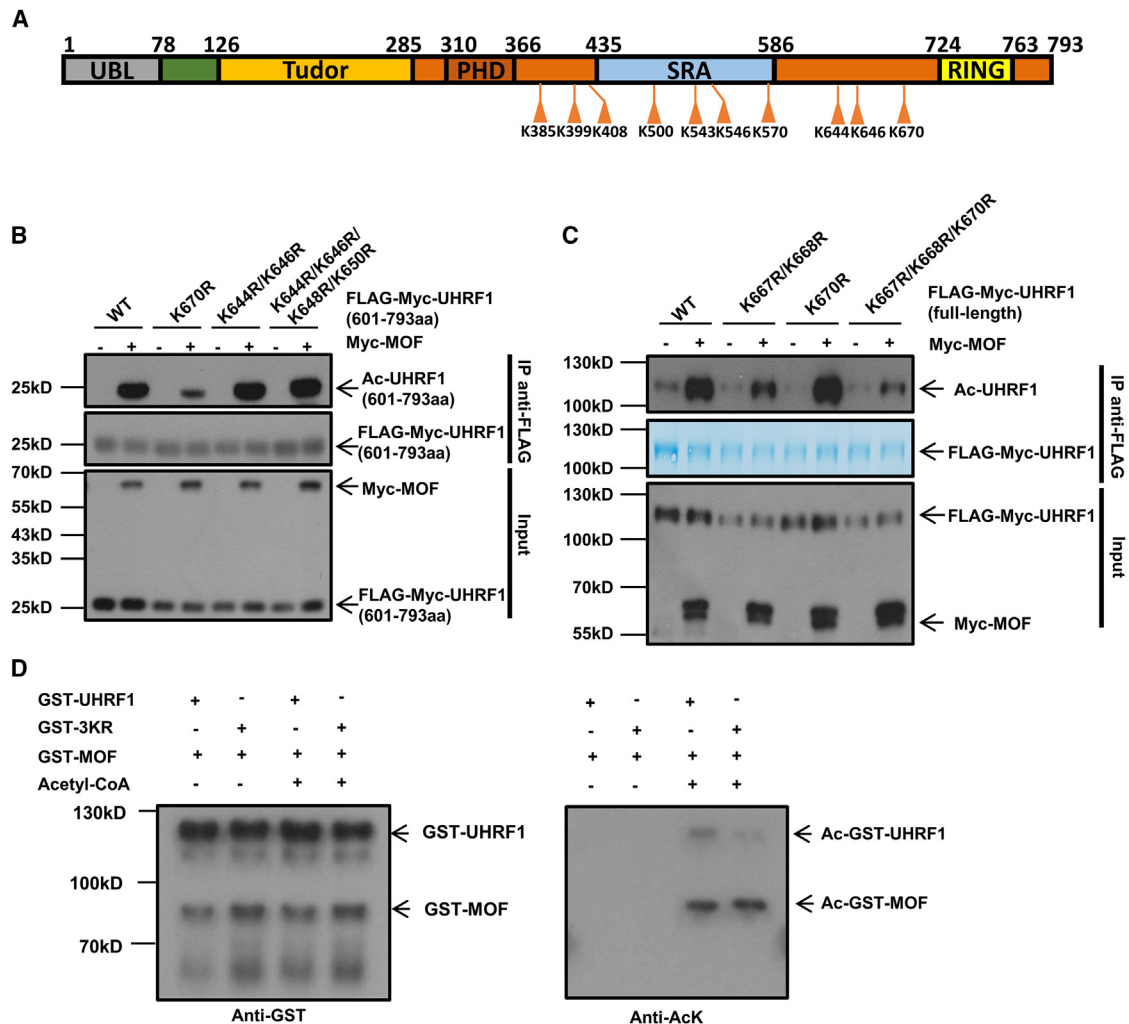 A
1 78 126 285 310 366 435 586 724 763 793
UBL Tudor PHD SRA RING
K385 K399 K408 K500 K543 K546 K570 K644 K646 K670
B
WT K670R K644R/K646R K644R/K646R/
K648R/K650R
FLAG-Myc-UHRF1
(601-793aa)
- + - + - + - + Myc-MOF
25kD
Ac-UHRF1
(601-793aa)
25kD
FLAG-Myc-UHRF1
(601-793aa)
IP anti-FLAG
70kD
Myc-MOF
55kD
43kD
35kD
25kD
FLAG-Myc-UHRF1
(601-793aa)
Input
C
WT K667R/K668R K670R K667R/K668R/K670R
FLAG-Myc-UHRF1
(full-length)
- + - + - + - + Myc-MOF
130kD
Ac-UHRF1
100kD
130kD
FLAG-Myc-UHRF1
100kD
IP anti-FLAG
130kD
FLAG-Myc-UHRF1
100kD
70kD
Myc-MOF
55kD
Input
D
GST-UHRF1 + - + -
GST-3KR - + - +
GST-MOF + + + +
Acetyl-CoA - - + +
130kD
GST-UHRF1
100kD
GST-MOF
70kD
Anti-GST
+ - + -
- + - +
+ + + +
- - + +
Ac-GST-UHRF1
Ac-GST-MOF
Anti-AcK